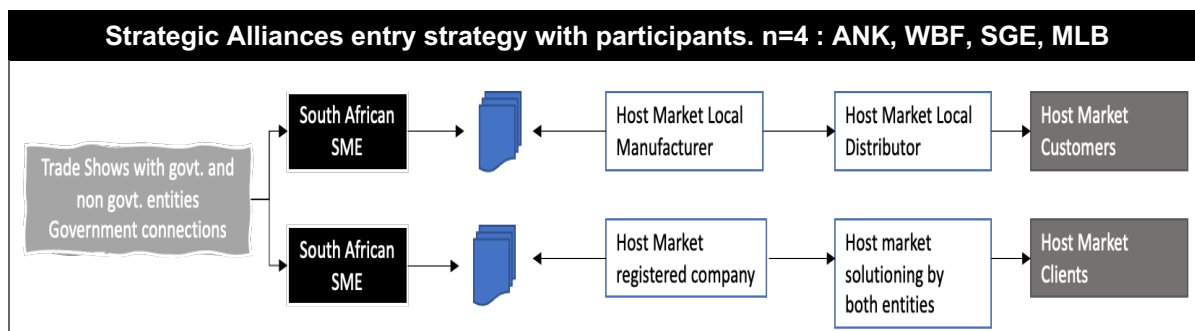 Strategic Alliances entry strategy with participants. n=4 : ANK, WBF, SGE, MLB
Trade Shows with govt. and
non govt. entities
Government connections
South African
SME
Host Market Local
Manufacturer
Host Market Local
Distributor
Host Market
Customers
South African
SME
Host Market
registered company
Host market
solutioning by
both entities
Host Market
Clients